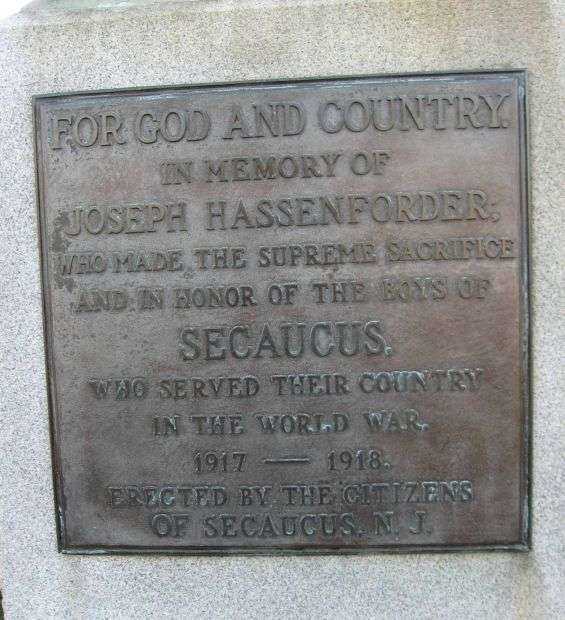 FOR GOD AND COUNTRY.
IN MEMORY OF
JOSEPH HASSENFORDER,
WHO MADE THE SUPREME SACRIFICE
AND IN HONOR OF THE BOYS OF
SECAUCUS.
WHO SERVED THEIR COUNTRY
IN THE WORLD WAR.
1917 — 1918.
ERECTED BY THE CITIZENS
OF SECAUCUS. N. J.